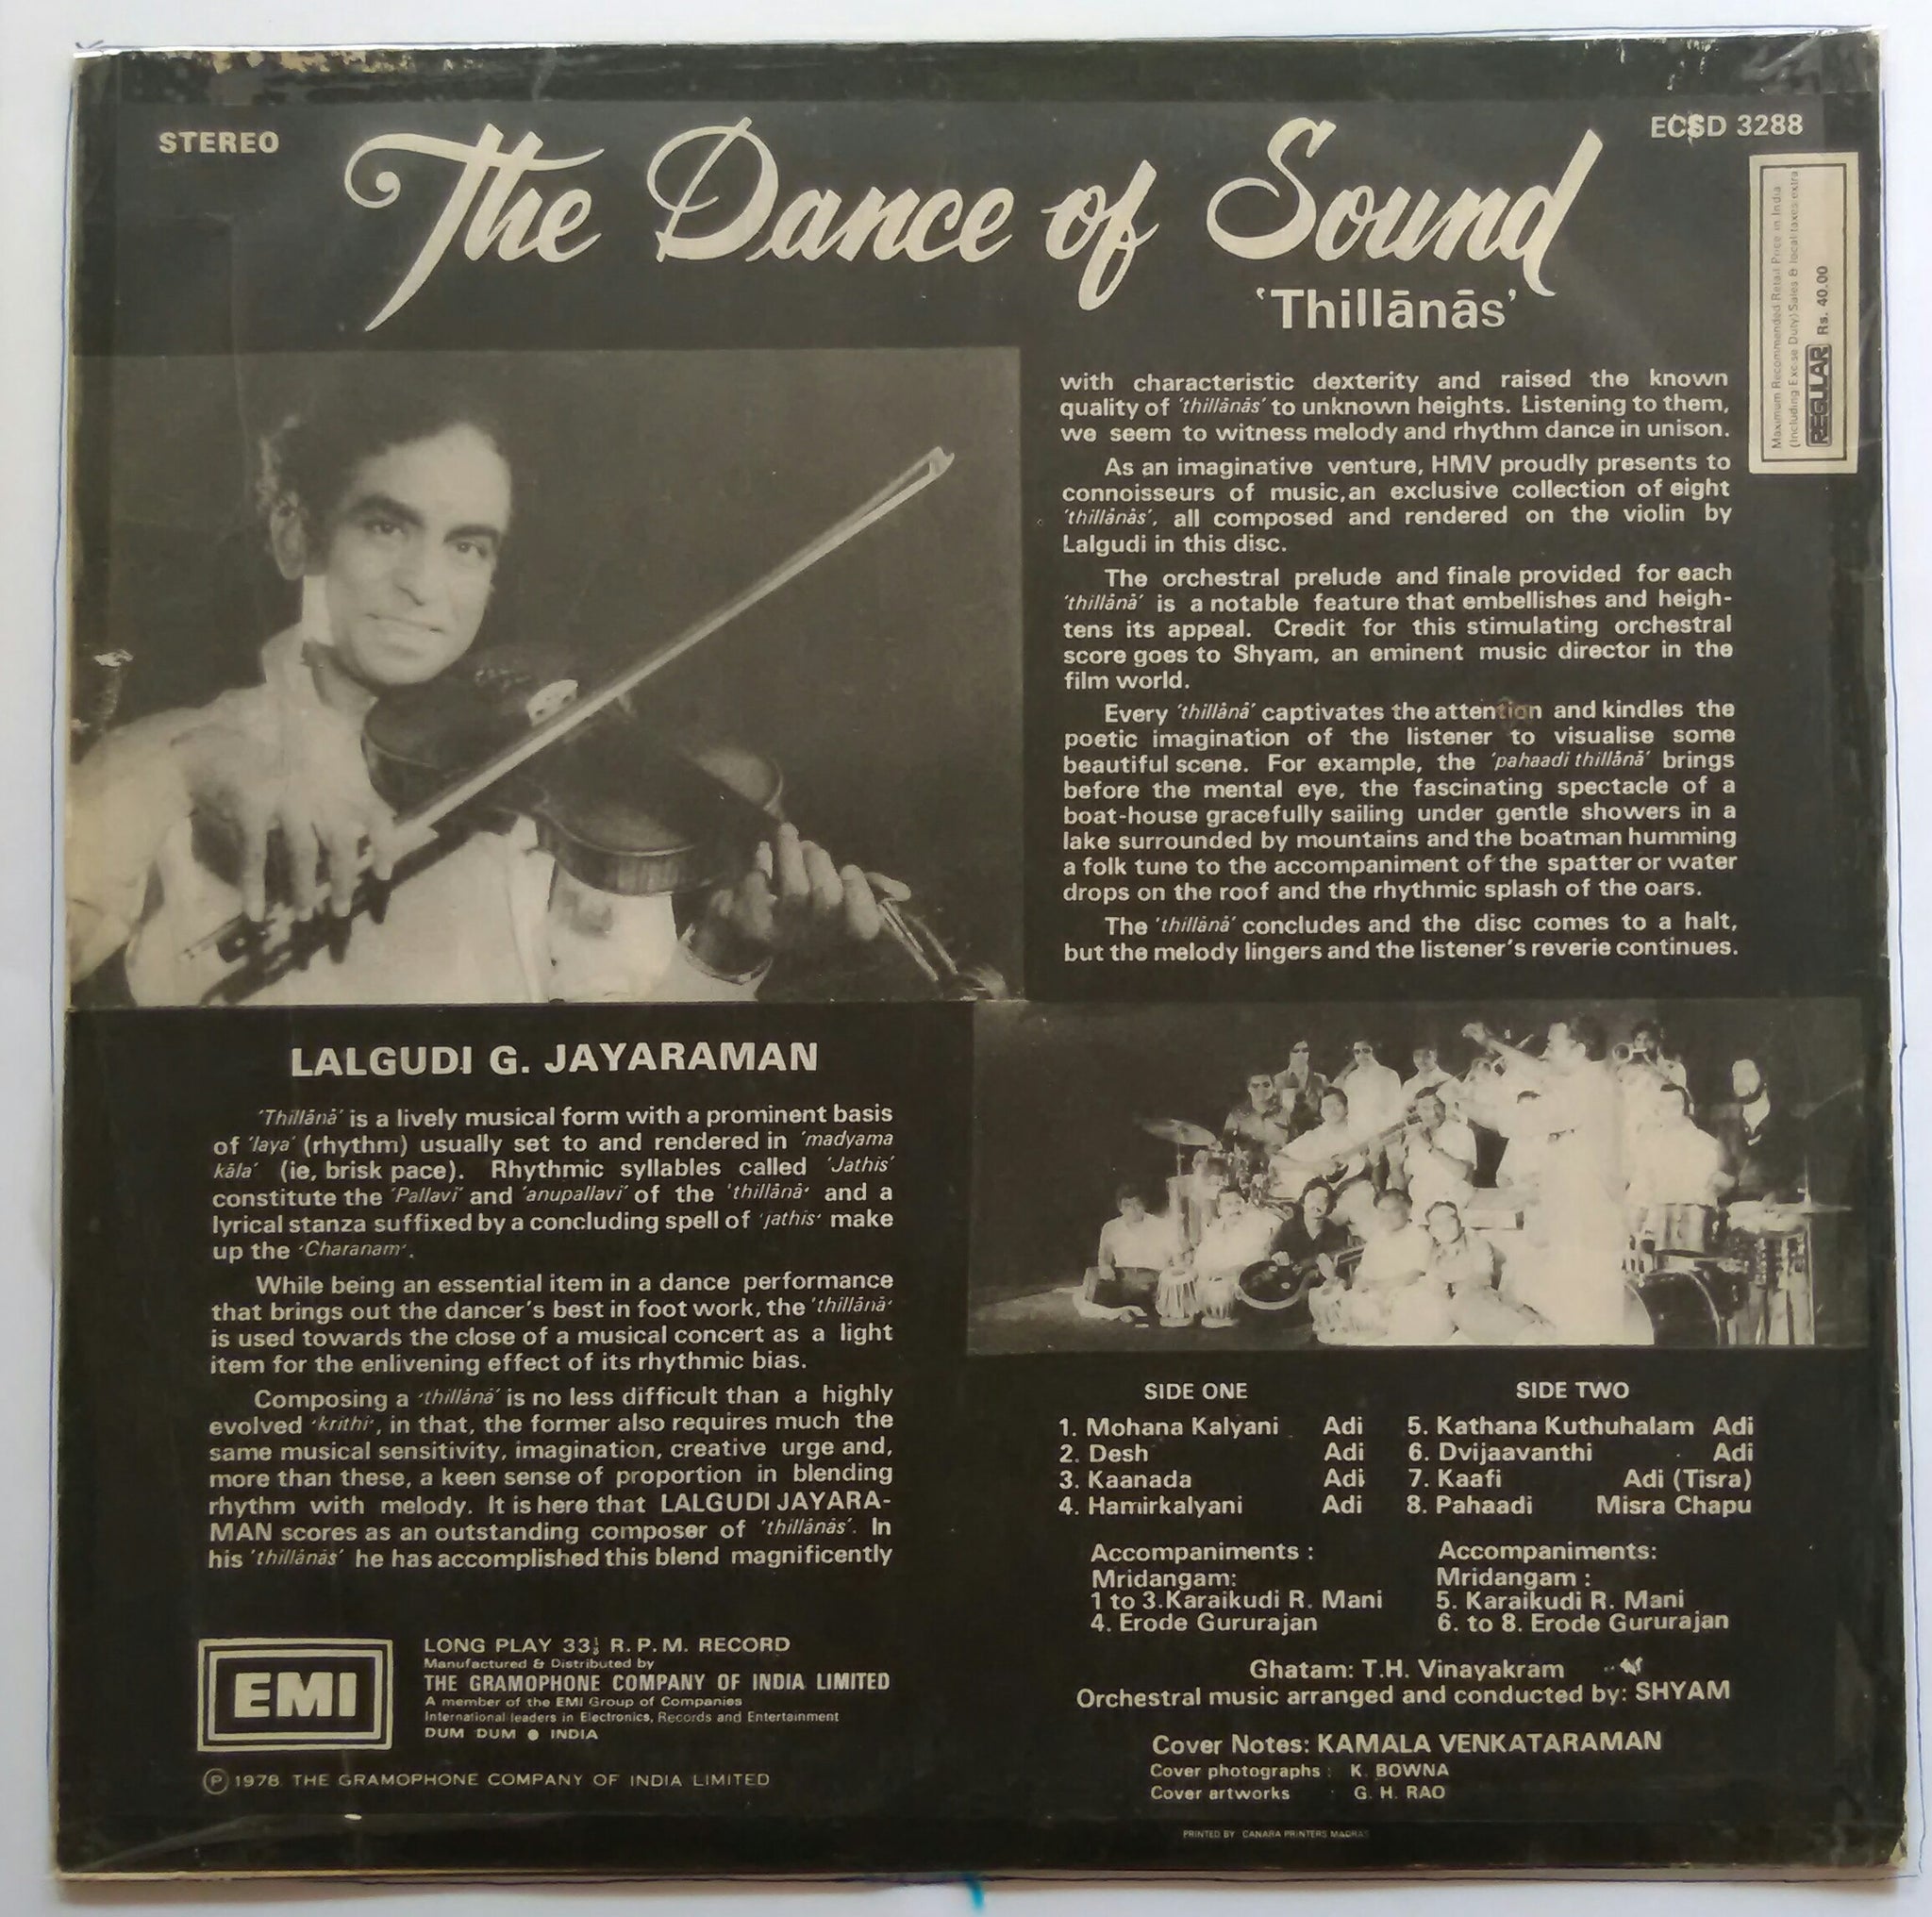 STEREO
ECSD 3288
The Dance of Sound
‘Thillānās’
Maximum Recommended Retail Price in India
(Including Excise Duty) Sales & local taxes extra
REGULAR Rs. 40.00
LALGUDI G. JAYARAMAN
‘Thillānā’ is a lively musical form with a prominent basis
of ‘laya’ (rhythm) usually set to and rendered in ‘madyama
kāla’ (ie, brisk pace). Rhythmic syllables called ‘Jathis’
constitute the ‘Pallavi’ and ‘anupallavi’ of the ‘thillānā’ and a
lyrical stanza suffixed by a concluding spell of ‘jathis’ make
up the ‘Charanam’.
While being an essential item in a dance performance
that brings out the dancer’s best in foot work, the ‘thillānā’
is used towards the close of a musical concert as a light
item for the enlivening effect of its rhythmic bias.
Composing a ‘thillānā’ is no less difficult than a highly
evolved ‘krithi’, in that, the former also requires much the
same musical sensitivity, imagination, creative urge and,
more than these, a keen sense of proportion in blending
rhythm with melody. It is here that LALGUDI JAYARA-
MAN scores as an outstanding composer of ‘thillānās’. In
his ‘thillānās’ he has accomplished this blend magnificently
with characteristic dexterity and raised the known
quality of ‘thillānās’ to unknown heights. Listening to them,
we seem to witness melody and rhythm dance in unison.
As an imaginative venture, HMV proudly presents to
connoisseurs of music, an exclusive collection of eight
‘thillānās’, all composed and rendered on the violin by
Lalgudi in this disc.
The orchestral prelude and finale provided for each
‘thillānā’ is a notable feature that embellishes and heigh-
tens its appeal. Credit for this stimulating orchestral
score goes to Shyam, an eminent music director in the
film world.
Every ‘thillānā’ captivates the attention and kindles the
poetic imagination of the listener to visualise some
beautiful scene. For example, the ‘pahaadi thillānā’ brings
before the mental eye, the fascinating spectacle of a
boat-house gracefully sailing under gentle showers in a
lake surrounded by mountains and the boatman humming
a folk tune to the accompaniment of the spatter or water
drops on the roof and the rhythmic splash of the oars.
The ‘thillānā’ concludes and the disc comes to a halt,
but the melody lingers and the listener’s reverie continues.
SIDE ONE
1. Mohana Kalyani Adi
2. Desh Adi
3. Kaanada Adi
4. Hamirkalyani Adi
Accompaniments :
Mridangam:
1 to 3. Karaikudi R. Mani
4. Erode Gururajan
SIDE TWO
5. Kathana Kuthuhalam Adi
6. Dvijaavanthi Adi
7. Kaafi Adi (Tisra)
8. Pahaadi Misra Chapu
Accompaniments:
Mridangam :
5. Karaikudi R. Mani
6. to 8. Erode Gururajan
Ghatam: T.H. Vinayakram
Orchestral music arranged and conducted by: SHYAM
Cover Notes: KAMALA VENKATARAMAN
Cover photographs : K. BOWNA
Cover artworks : G. H. RAO
PRINTED BY CANARA PRINTERS MADRAS
EMI
LONG PLAY 33⅓ R. P. M. RECORD
Manufactured & Distributed by
THE GRAMOPHONE COMPANY OF INDIA LIMITED
A member of the EMI Group of Companies
International leaders in Electronics, Records and Entertainment
DUM DUM ● INDIA
Ⓟ 1978 THE GRAMOPHONE COMPANY OF INDIA LIMITED